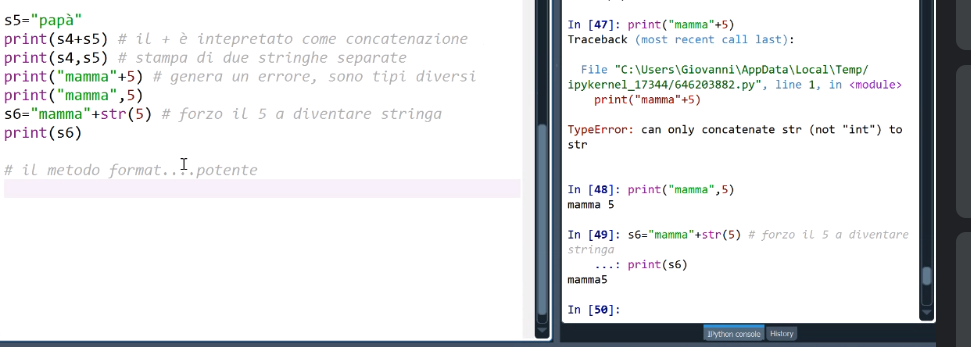 s5="papà"
print(s4+s5) # il + è intepretato come concatenazione
print(s4,s5) # stampa di due stringhe separate
print("mamma"+5) # genera un errore, sono tipi diversi
print("mamma",5)
s6="mamma"+str(5) # forzo il 5 a diventare stringa
print(s6)
# il metodo format....potente
In [47]: print("mamma"+5)
Traceback (most recent call last):
File "C:\Users\Giovanni\AppData\Local\Temp/
ipykernel_17344/646203882.py", line 1, in <module>
print("mamma"+5)
TypeError: can only concatenate str (not "int") to
str
In [48]: print("mamma",5)
mamma 5
In [49]: s6="mamma"+str(5) # forzo il 5 a diventare
stringa
...: print(s6)
mamma5
In [50]:
IPython console History